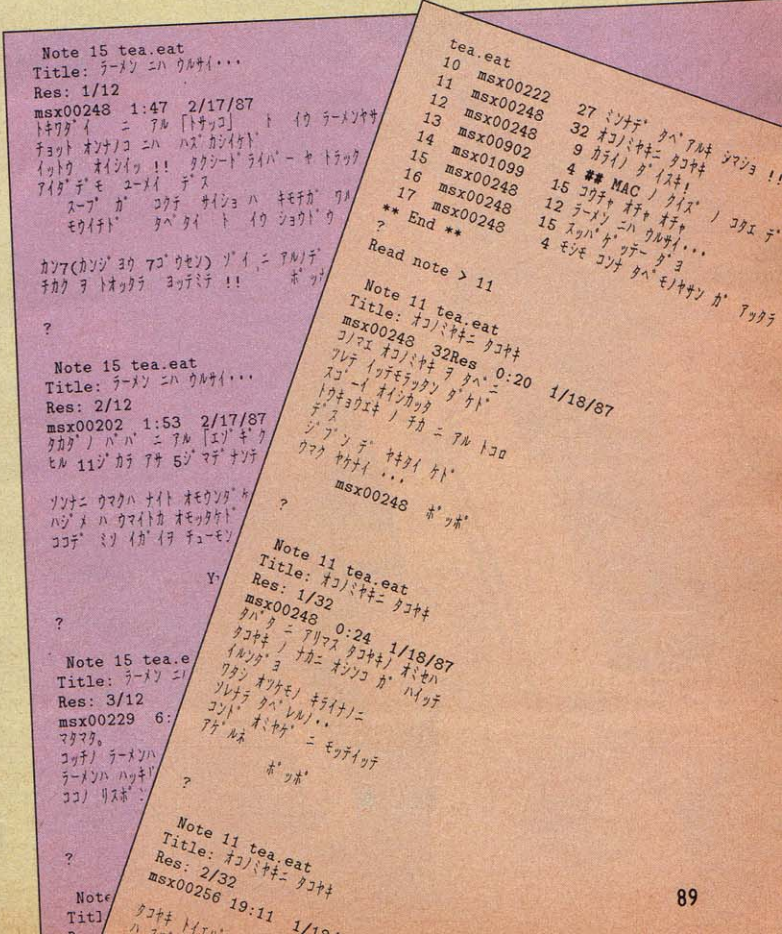 Note 15 tea.eat
Title: ラーメン ニハ ウルサイ・・・
Res: 1/12
msx00248 1:47 2/17/87
トキワダイ ニ アル「トサッコ」 ト イウ ラーメンヤサ
チョット オンナノコ ニハ ハズカシイケド
イットウ オイシイッ !! タクシードライバー ヤ トラック
アイダデモ ユーメイ デス
スープ ガ コクテ サイショ ハ キモチガ ワル
モウイチド タベタイ ト イウ ショウドウ
カン7(カンジョウ 7ゴウセン) ゾイ ニ アルノデ
チカク ヲ トオッタラ ヨッテミテ !! ポッ
?
Note 15 tea.eat
Title: ラーメン ニハ ウルサイ・・・
Res: 2/12
msx00202 1:53 2/17/87
タカダノ ババ ニ アル「エゾギク
ヒル 11ジカラ アサ 5ジマデナンテ
ソンナニ ウマクハ ナイト オモウンダケ
ハジメ ハ ウマイトカ オモッタケド
ココデ ミソ イガイヲ チューモン
?
Note 15 tea.e
Title: ラーメン ニハ
Res: 3/12
msx00229 6:
マタマタ。
コッチノ ラーメンハ
ラーメンハ ハッキ
ココノ リスポン
?
Note
Titl
tea.eat
10 msx00222 27 ミンナデ タベアルキ シマショ !!
11 msx00248 32 オコノミヤキニ タコヤキ
12 msx00248 9 カライノ ダイスキ!
13 msx00902 4 ## MAC ノ クイズ ノ コタエ デ
14 msx01099 15 コウチャ オチャ オチャ
15 msx00248 12 ラーメン ニハ ウルサイ・・・
16 msx00248 15 スッパゲッテー ダヨ
17 msx00248 4 モシモ コンナ タベモノヤサン ガ アッタラ
** End **
?
Read note > 11
Note 11 tea.eat
Title: オコノミヤキニ タコヤキ
msx00248 32Res 0:20 1/18/87
コノマエ オコノミヤキ ヲ タベニ
ツレテ イッテモラッタン ダケド
スゴーイ オイシカッタ
トウキョウエキ ノ チカ ニ アル トコロ
デス
ジブン デ ヤキタイ ケド
ウマク ヤケナイ ...
msx00248 ポッポ
?
Note 11 tea.eat
Title: オコノミヤキニ タコヤキ
Res: 1/32
msx00248 0:24 1/18/87
タバタ ニ アリマス タコヤキノ オミセハ
タコヤキ ノ ナカニ オシンコ ガ ハイッテ
イルンダヨ
ワタシ オツケモノ キライナノニ
ソレナラ タベレルノ・・
コンド オミヤゲ ニ モッテイッテ
アゲルネ
ポッポ
?
Note 11 tea.eat
Title: オコノミヤキニ タコヤキ
Res: 2/32
msx00256 19:11 1/18
タコヤキ
89